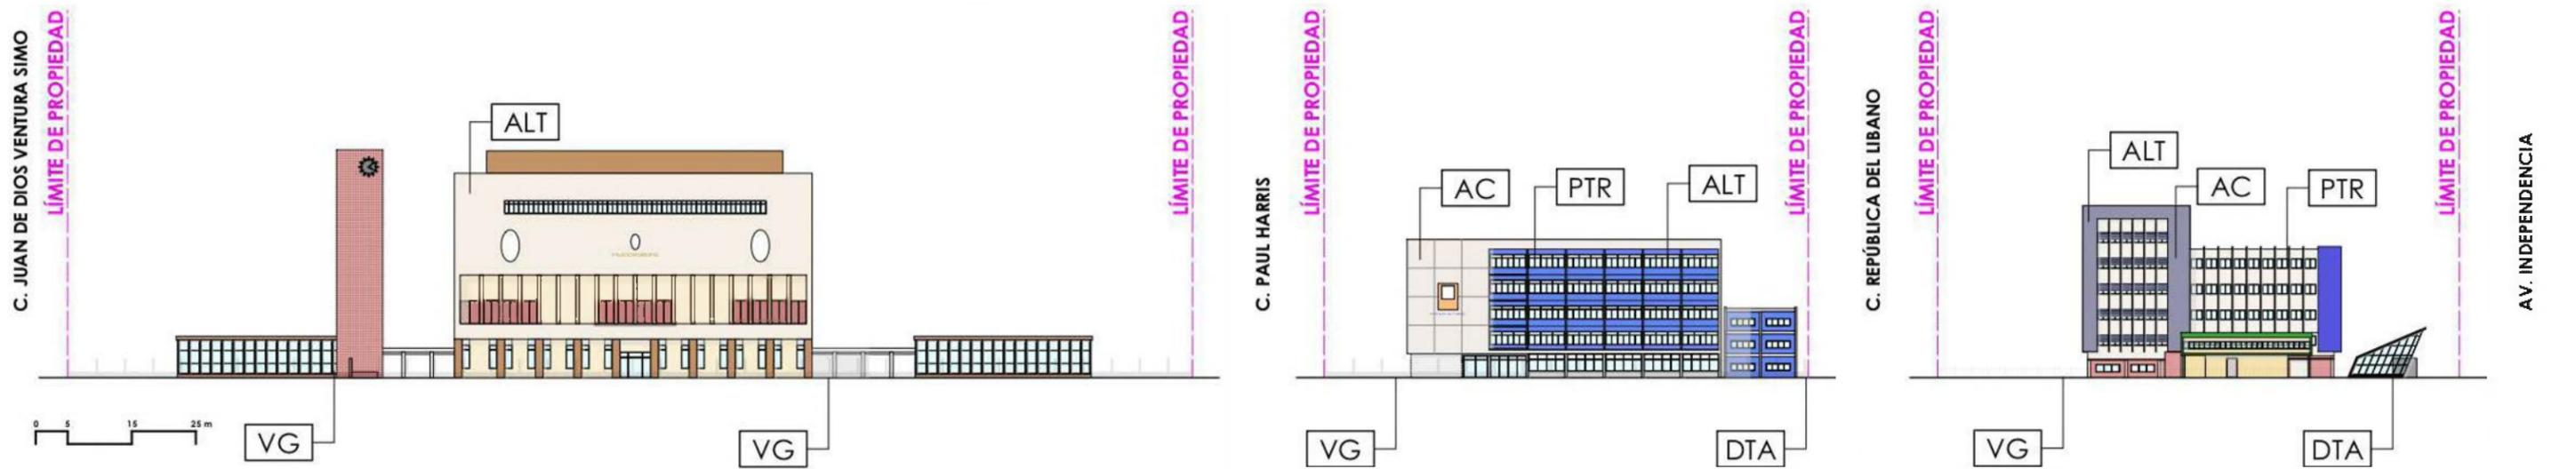 C. JUAN DE DIOS VENTURA SIMO
LÍMITE DE PROPIEDAD
ALT
LÍMITE DE PROPIEDAD
VG
VG
0 5 15 25 m
C. PAUL HARRIS
LÍMITE DE PROPIEDAD
AC
PTR
ALT
LÍMITE DE PROPIEDAD
VG
DTA
C. REPÚBLICA DEL LIBANO
LÍMITE DE PROPIEDAD
ALT
AC
PTR
LÍMITE DE PROPIEDAD
AV. INDEPENDENCIA
VG
DTA